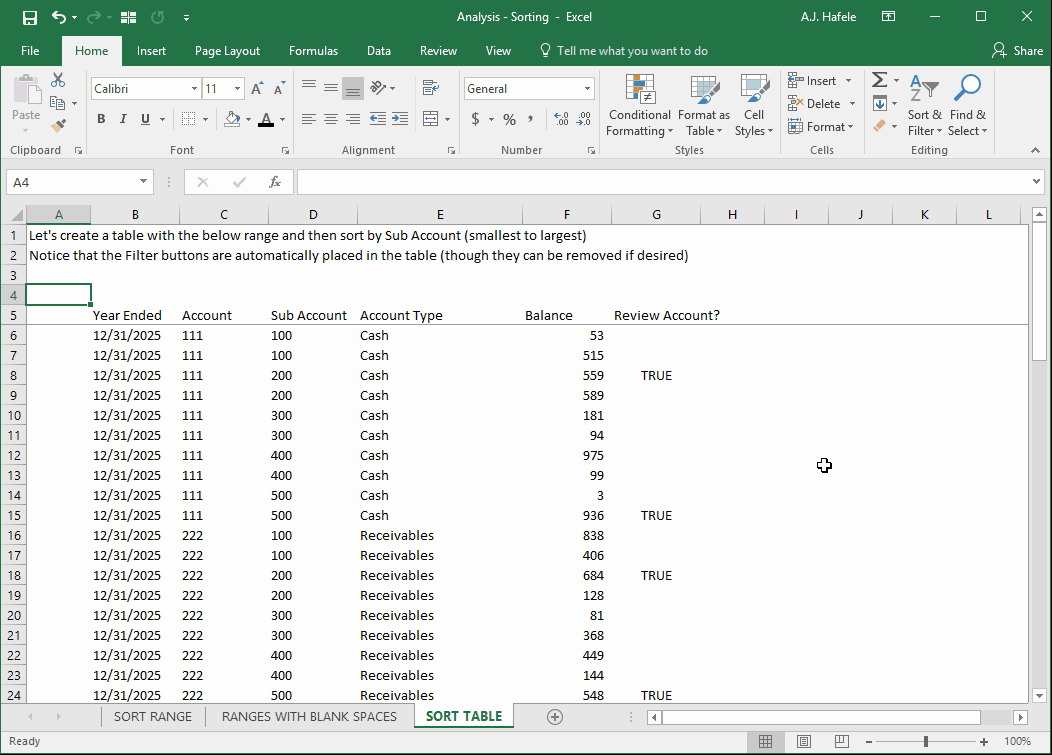 Analysis - Sorting - Excel
A.J. Hafele
File Home Insert Page Layout Formulas Data Review View Tell me what you want to do Share
Paste
Calibri 11
B I U A
General
$ % ,
Conditional Formatting
Format as Table
Cell Styles
Insert
Delete
Format
Sort & Filter
Find & Select
Clipboard Font Alignment Number Styles Cells Editing
A4 fx
A B C D E F G H I J K L
1 Let's create a table with the below range and then sort by Sub Account (smallest to largest)
2 Notice that the Filter buttons are automatically placed in the table (though they can be removed if desired)
3
4
5 Year Ended Account Sub Account Account Type Balance Review Account?
6 12/31/2025 111 100 Cash 53
7 12/31/2025 111 100 Cash 515
8 12/31/2025 111 200 Cash 559 TRUE
9 12/31/2025 111 200 Cash 589
10 12/31/2025 111 300 Cash 181
11 12/31/2025 111 300 Cash 94
12 12/31/2025 111 400 Cash 975
13 12/31/2025 111 400 Cash 99
14 12/31/2025 111 500 Cash 3
15 12/31/2025 111 500 Cash 936 TRUE
16 12/31/2025 222 100 Receivables 838
17 12/31/2025 222 100 Receivables 406
18 12/31/2025 222 200 Receivables 684 TRUE
19 12/31/2025 222 200 Receivables 128
20 12/31/2025 222 300 Receivables 81
21 12/31/2025 222 300 Receivables 368
22 12/31/2025 222 400 Receivables 449
23 12/31/2025 222 400 Receivables 144
24 12/31/2025 222 500 Receivables 548 TRUE
SORT RANGE RANGES WITH BLANK SPACES SORT TABLE
Ready 100%